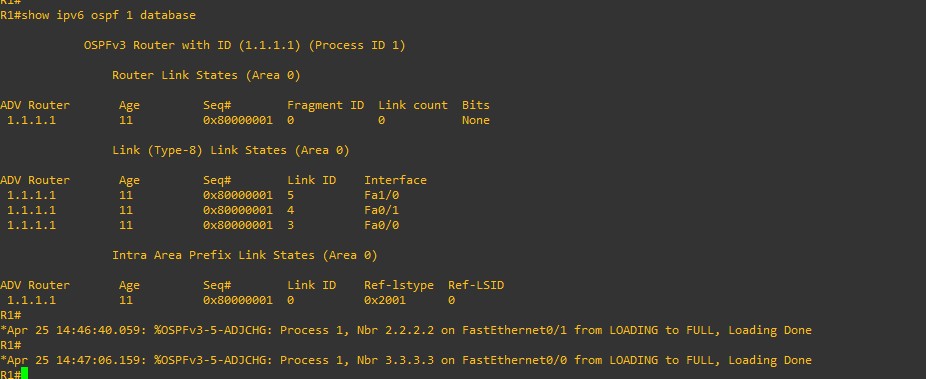 R1#
R1#show ipv6 ospf 1 database
OSPFv3 Router with ID (1.1.1.1) (Process ID 1)
Router Link States (Area 0)
ADV Router Age Seq# Fragment ID Link count Bits
1.1.1.1 11 0x80000001 0 0 None
Link (Type-8) Link States (Area 0)
ADV Router Age Seq# Link ID Interface
1.1.1.1 11 0x80000001 5 Fa1/0
1.1.1.1 11 0x80000001 4 Fa0/1
1.1.1.1 11 0x80000001 3 Fa0/0
Intra Area Prefix Link States (Area 0)
ADV Router Age Seq# Link ID Ref-lstype Ref-LSID
1.1.1.1 11 0x80000001 0 0x2001 0
R1#
*Apr 25 14:46:40.059: %OSPFv3-5-ADJCHG: Process 1, Nbr 2.2.2.2 on FastEthernet0/1 from LOADING to FULL, Loading Done
R1#
*Apr 25 14:47:06.159: %OSPFv3-5-ADJCHG: Process 1, Nbr 3.3.3.3 on FastEthernet0/0 from LOADING to FULL, Loading Done
R1#